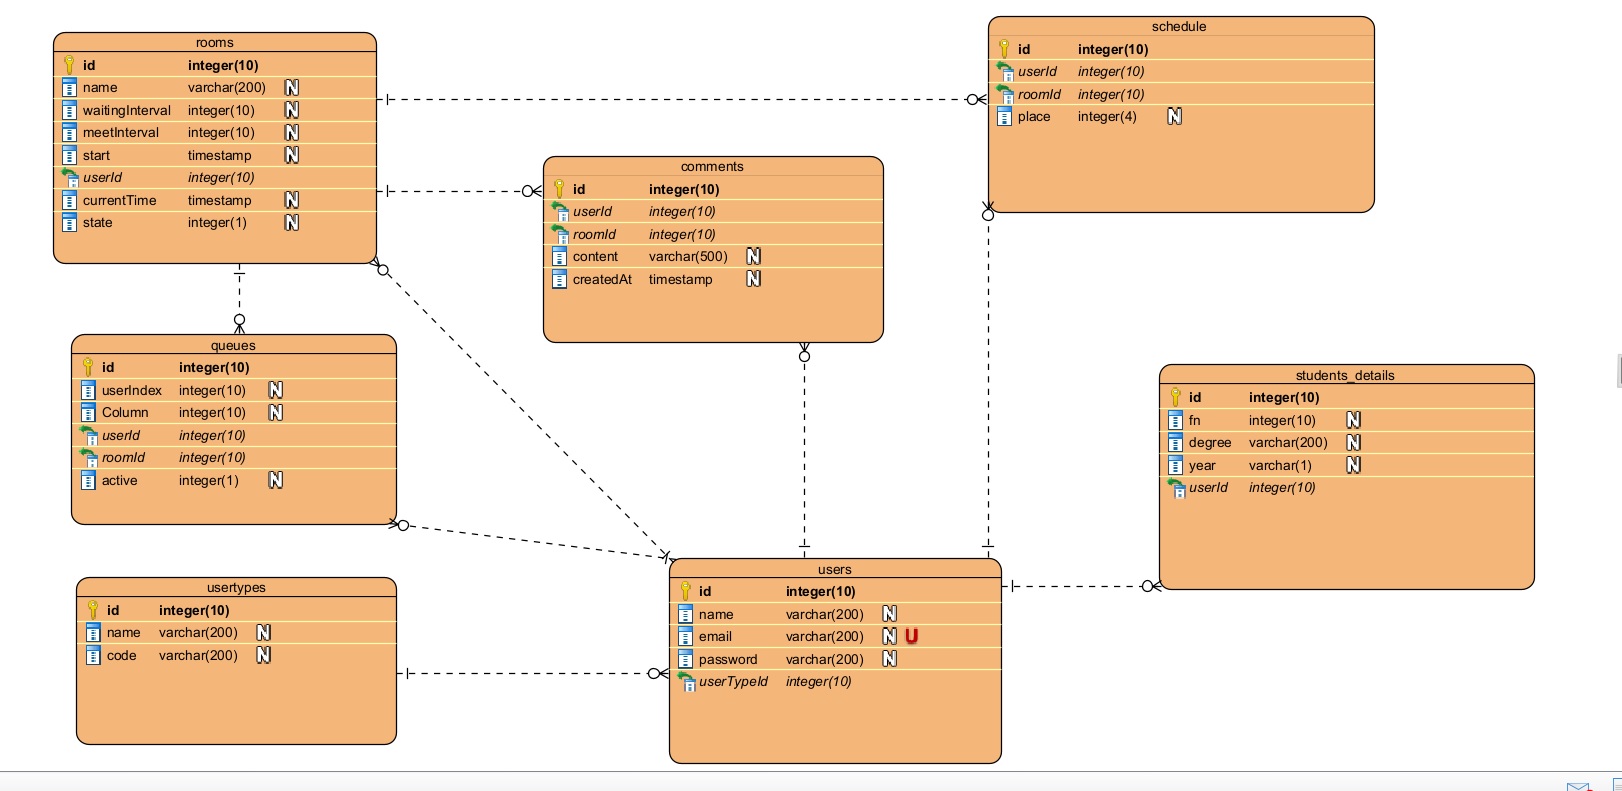 rooms
id integer(10)
name varchar(200) N
waitingInterval integer(10) N
meetInterval integer(10) N
start timestamp N
userId integer(10)
currentTime timestamp N
state integer(1) N
schedule
id integer(10)
userId integer(10)
roomId integer(10)
place integer(4) N
comments
id integer(10)
userId integer(10)
roomId integer(10)
content varchar(500) N
createdAt timestamp N
queues
id integer(10)
userIndex integer(10) N
Column integer(10) N
userId integer(10)
roomId integer(10)
active integer(1) N
students_details
id integer(10)
fn integer(10) N
degree varchar(200) N
year varchar(1) N
userId integer(10)
usertypes
id integer(10)
name varchar(200) N
code varchar(200) N
users
id integer(10)
name varchar(200) N
email varchar(200) N U
password varchar(200) N
userTypeId integer(10)